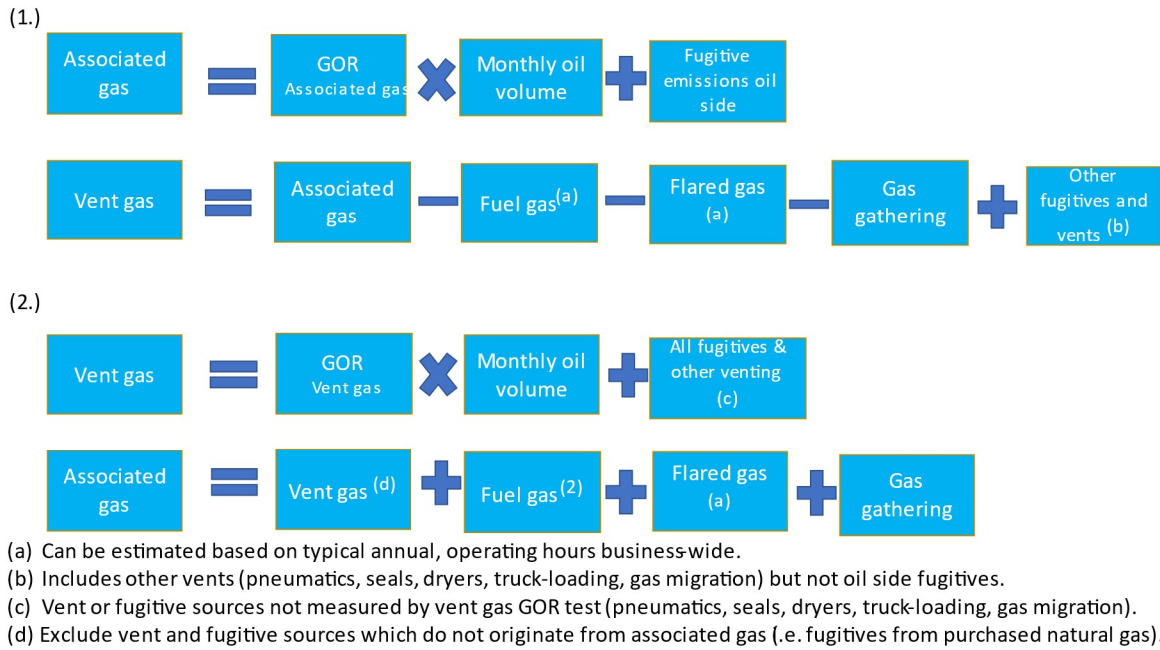 (1.)
Associated
gas
GOR
Associated gas
Monthly oil
volume
Fugitive
emissions oil
side
Vent gas
Associated
gas
Fuel gas(a)
Flared gas
(a)
Gas
gathering
Other
fugitives and
vents (b)
(2.)
Vent gas
GOR
Vent gas
Monthly oil
volume
All fugitives &
other venting
(c)
Associated
gas
Vent gas (d)
Fuel gas(2)
Flared gas
(a)
Gas
gathering
(a) Can be estimated based on typical annual, operating hours business-wide.
(b) Includes other vents (pneumatics, seals, dryers, truck-loading, gas migration) but not oil side fugitives.
(c) Vent or fugitive sources not measured by vent gas GOR test (pneumatics, seals, dryers, truck-loading, gas migration).
(d) Exclude vent and fugitive sources which do not originate from associated gas (.e. fugitives from purchased natural gas).